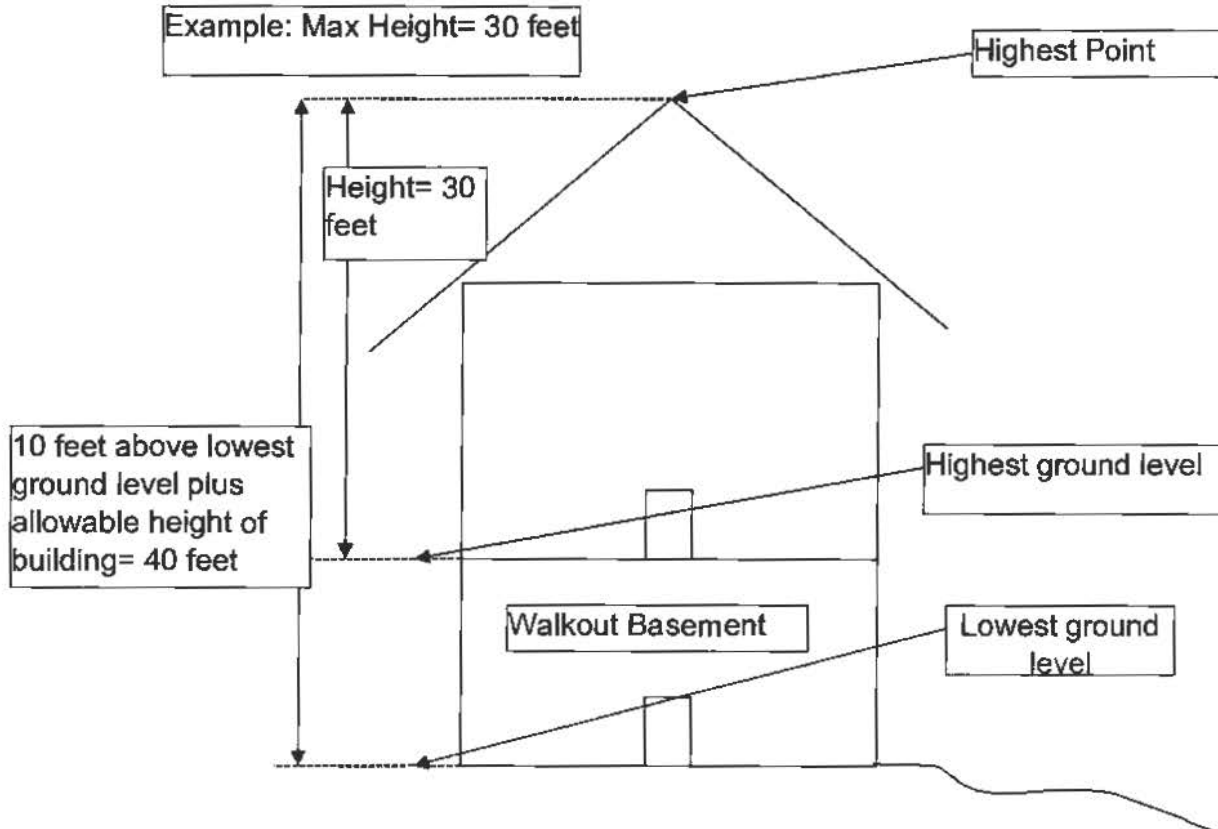 Example: Max Height= 30 feet
Highest Point
Height= 30
feet
10 feet above lowest
ground level plus
allowable height of
building= 40 feet
Highest ground level
Walkout Basement
Lowest ground
level